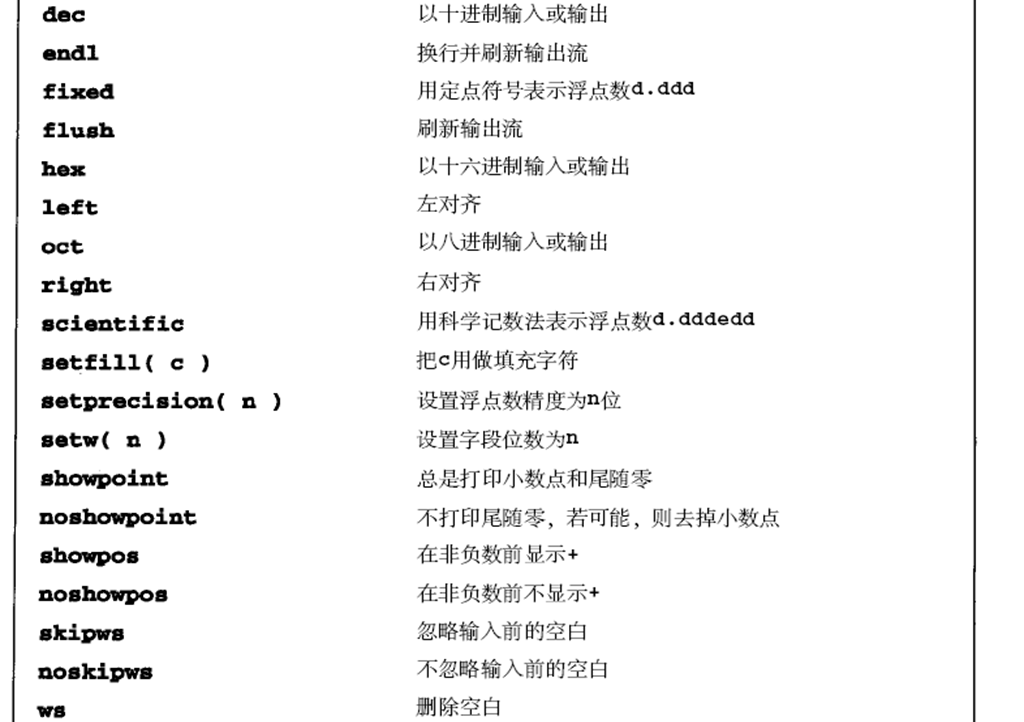 dec 以十进制输入或输出
endl 换行并刷新输出流
fixed 用定点符号表示浮点数d.ddd
flush 刷新输出流
hex 以十六进制输入或输出
left 左对齐
oct 以八进制输入或输出
right 右对齐
scientific 用科学记数法表示浮点数d.dddedd
setfill( c ) 把c用做填充字符
setprecision( n ) 设置浮点数精度为n位
setw( n ) 设置字段位数为n
showpoint 总是打印小数点和尾随零
noshowpoint 不打印尾随零，若可能，则去掉小数点
showpos 在非负数前显示+
noshowpos 在非负数前不显示+
skipws 忽略输入前的空白
noskipws 不忽略输入前的空白
ws 删除空白